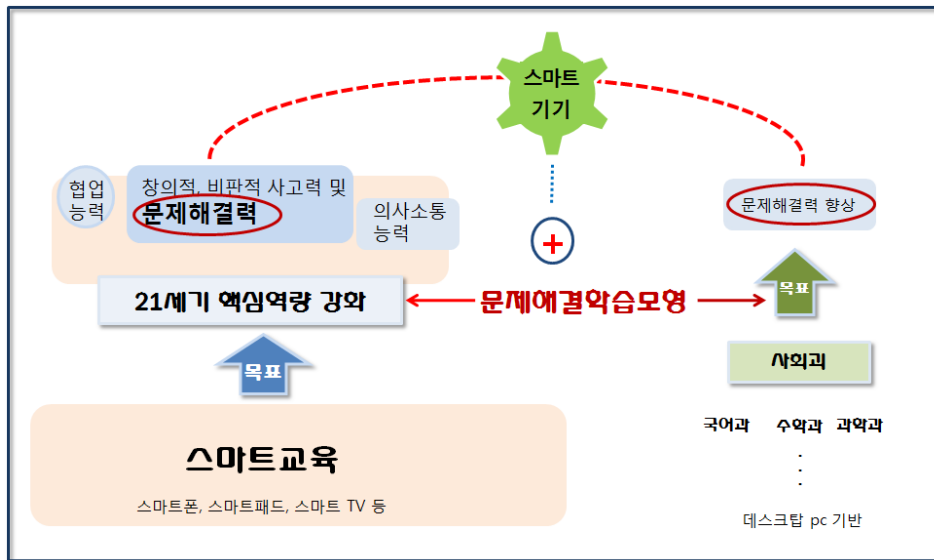 스마트
기기
협업
능력
창의적, 비판적 사고력 및
문제해결력
의사소통
능력
문제해결력 향상
+
21세기 핵심역량 강화
문제해결학습모형
목표
목표
사회과
국어과 수학과 과학과
스마트교육
스마트폰, 스마트패드, 스마트 TV 등
데스크탑 pc 기반